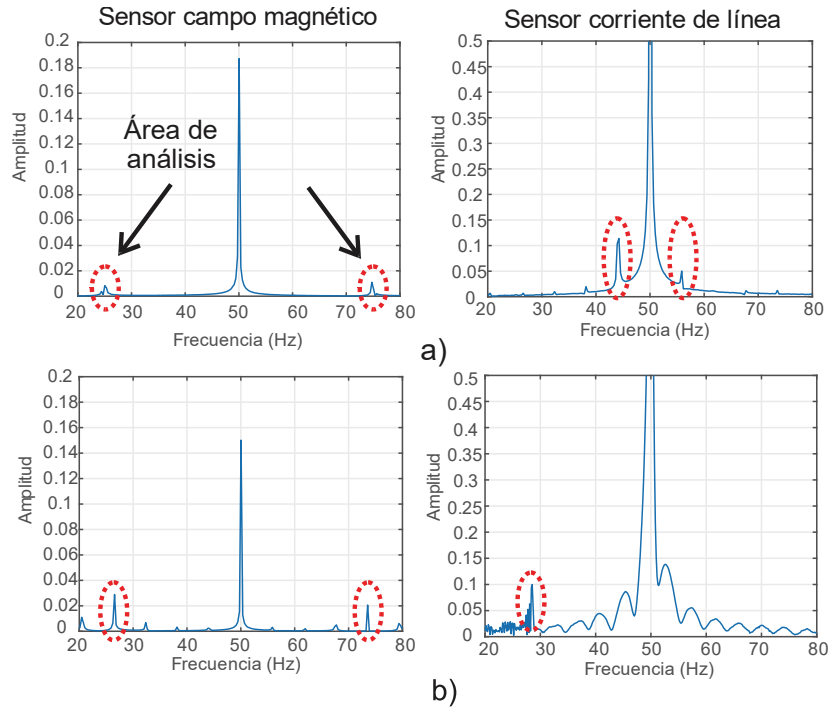 Sensor campo magnético
Sensor corriente de línea
0.2
0.18
0.16
0.14
0.12
0.1
0.08
0.06
0.04
0.02
0
Amplitud
Área de
análisis
20 30 40 50 60 70 80
Frecuencia (Hz)
0.5
0.45
0.4
0.35
0.3
0.25
0.2
0.15
0.1
0.05
0
Amplitud
20 30 40 50 60 70 80
Frecuencia (Hz)
a)
0.2
0.18
0.16
0.14
0.12
0.1
0.08
0.06
0.04
0.02
0
Amplitud
20 30 40 50 60 70 80
Frecuencia (Hz)
0.5
0.45
0.4
0.35
0.3
0.25
0.2
0.15
0.1
0.05
0
Amplitud
20 30 40 50 60 70 80
Frecuencia (Hz)
b)